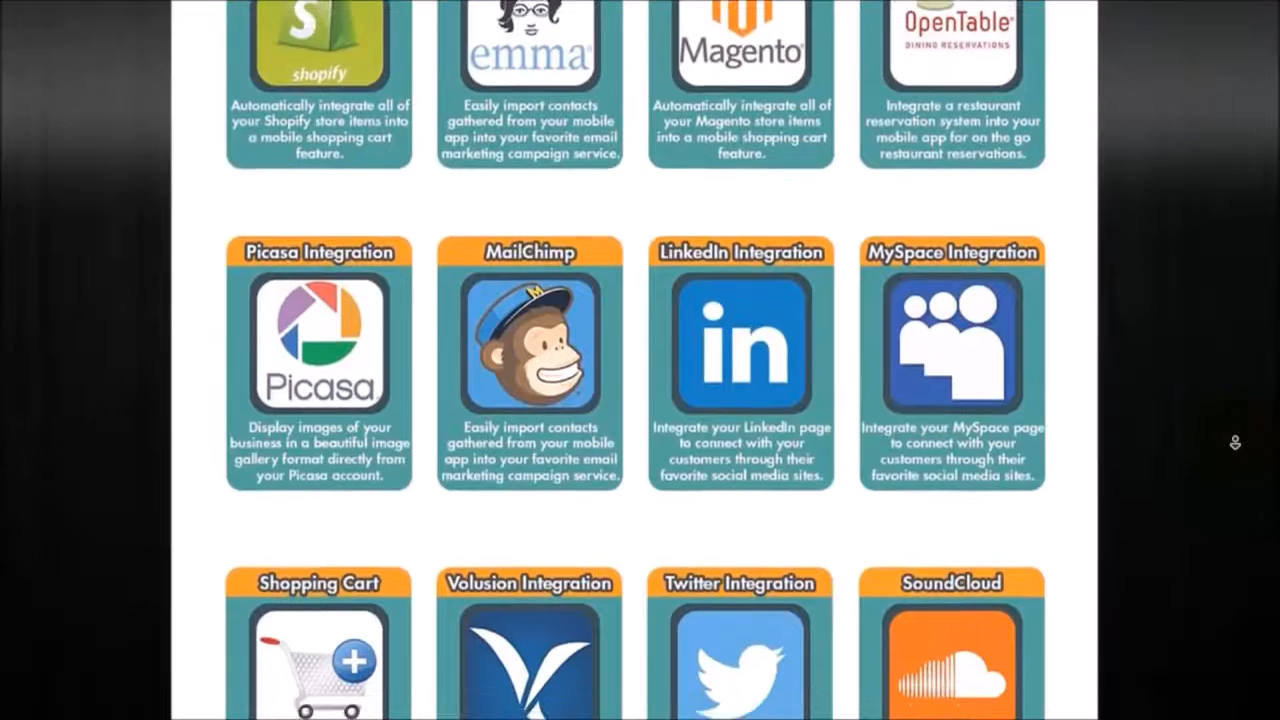 S
shopify
Automatically integrate all of
your Shopify store items into
a mobile shopping cart
feature.
emma
Easily import contacts
gathered from your mobile
app into your favorite email
marketing campaign service.
Magento®
Automatically integrate all of
your Magento store items
into a mobile shopping cart
feature.
OpenTable®
DINING RESERVATIONS
Integrate a restaurant
reservation system into your
mobile app for on the go
restaurant reservations.
Picasa Integration
Picasa
Display images of your
business in a beautiful image
gallery format directly from
your Picasa account.
MailChimp
M
Easily import contacts
gathered from your mobile
app into your favorite email
marketing campaign service.
LinkedIn Integration
in
Integrate your LinkedIn page
to connect with your
customers through their
favorite social media sites.
MySpace Integration
Integrate your MySpace page
to connect with your
customers through their
favorite social media sites.
Shopping Cart
Volusion Integration
Twitter Integration
SoundCloud